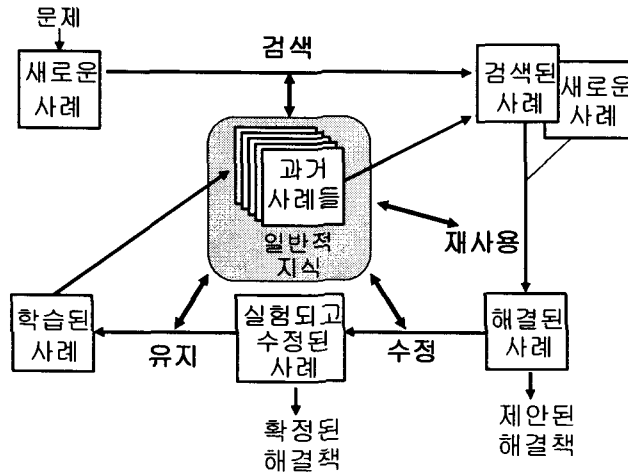 문제
새로운
사례
검색
검색된
사례
새로운
사례
과거
사례들
일반적
지식
재사용
학습된
사례
유지
실험되고
수정된
사례
수정
해결된
사례
확정된
해결책
제안된
해결책